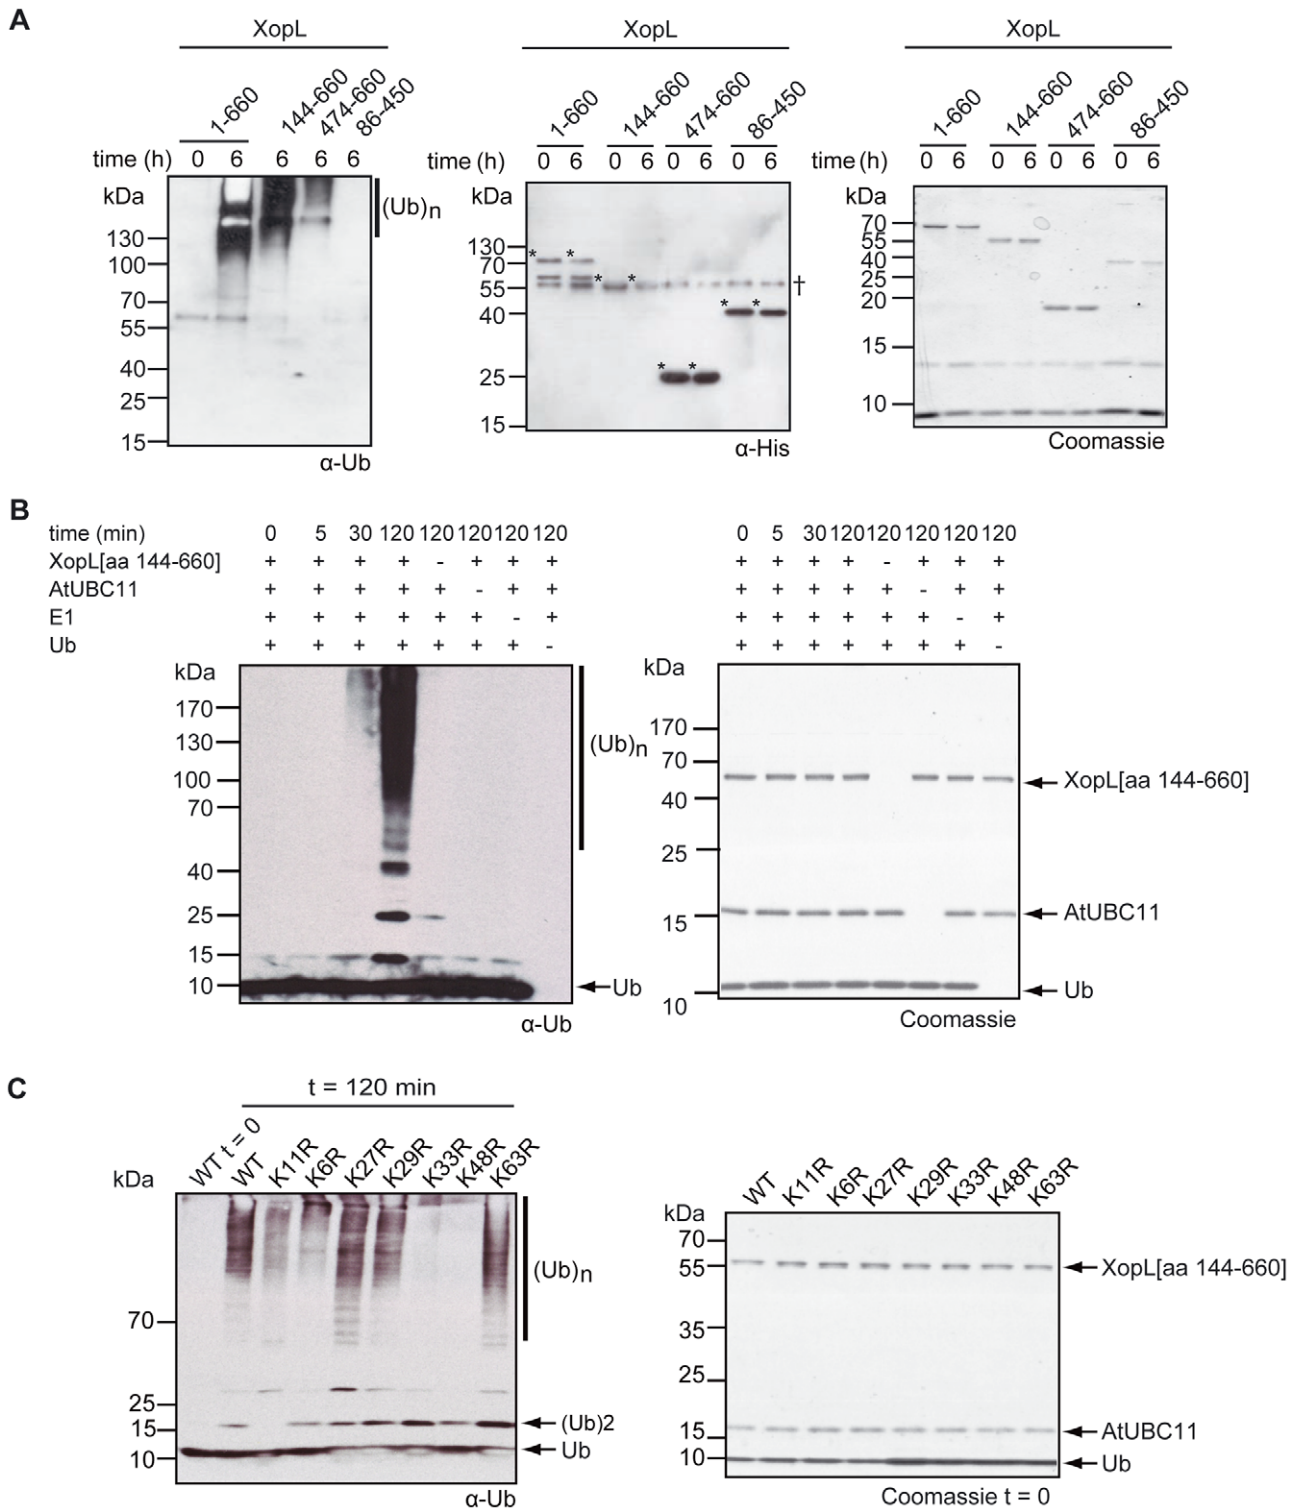 A
XopL
1-660 144-660 474-660 86-450
time (h) 0 6 6 6 6
kDa
130
100
70
55
40
25
15
(Ub)n
α-Ub
XopL
1-660 144-660 474-660 86-450
time (h) 0 6 0 6 0 6 0 6
kDa
130
70
55
40
25
15
* * * * * * * *
†
α-His
XopL
1-660 144-660 474-660 86-450
time (h) 0 6 0 6 0 6 0 6
kDa
70
55
40
25
20
15
10
Coomassie
B
time (min) 0 5 30 120 120 120 120 120
XopL[aa 144-660] + + + + - + + +
AtUBC11 + + + + + - + +
E1 + + + + + + - +
Ub + + + + + + + -
kDa
170
130
100
70
40
25
15
10
(Ub)n
Ub
α-Ub
0 5 30 120 120 120 120 120
+ + + + - + + +
+ + + + + - + +
+ + + + + + - +
+ + + + + + + -
kDa
170
70
40
25
15
10
XopL[aa 144-660]
AtUBC11
Ub
Coomassie
C
t = 120 min
WT t = 0 WT K11R K6R K27R K29R K33R K48R K63R
kDa
70
25
15
10
(Ub)n
(Ub)2
Ub
α-Ub
WT K11R K6R K27R K29R K33R K48R K63R
kDa
70
55
35
25
15
10
XopL[aa 144-660]
AtUBC11
Ub
Coomassie t = 0